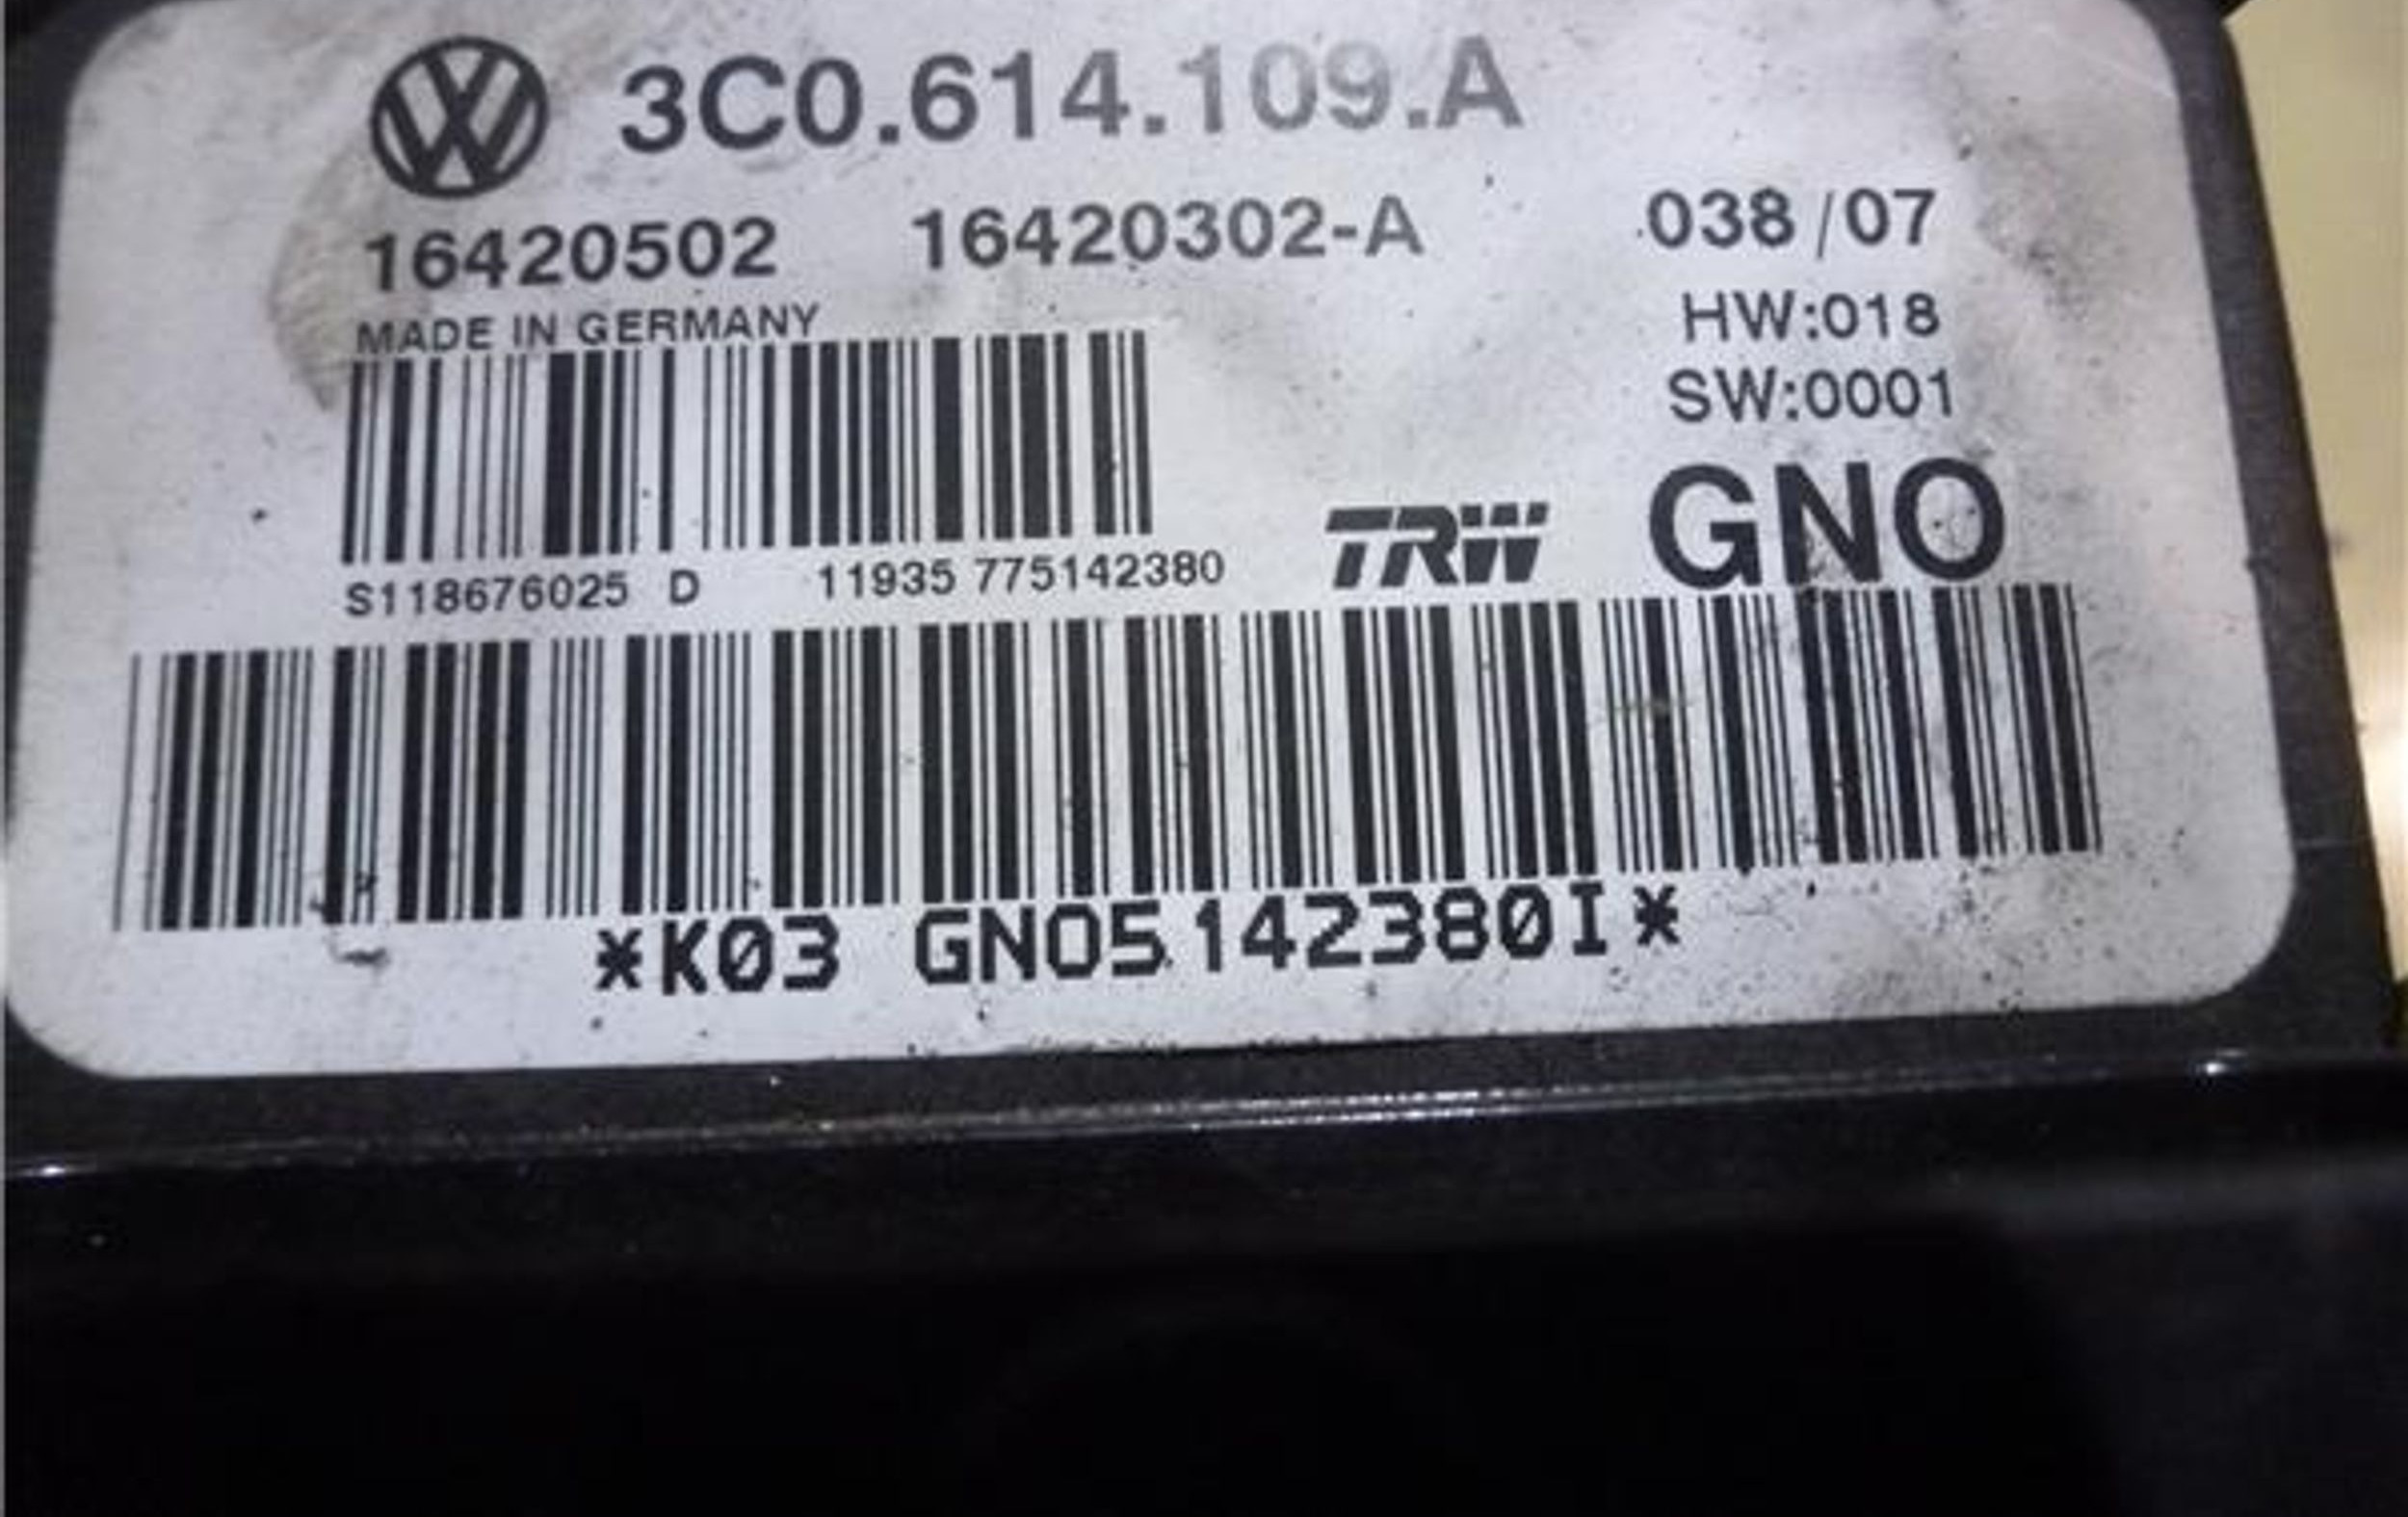 3C0.614.109.A
16420502 16420302-A 038/07
MADE IN GERMANY
HW:018
SW:0001
TRW GNO
S118676025 D 11935 775142380
*K03 GNO5142380I*